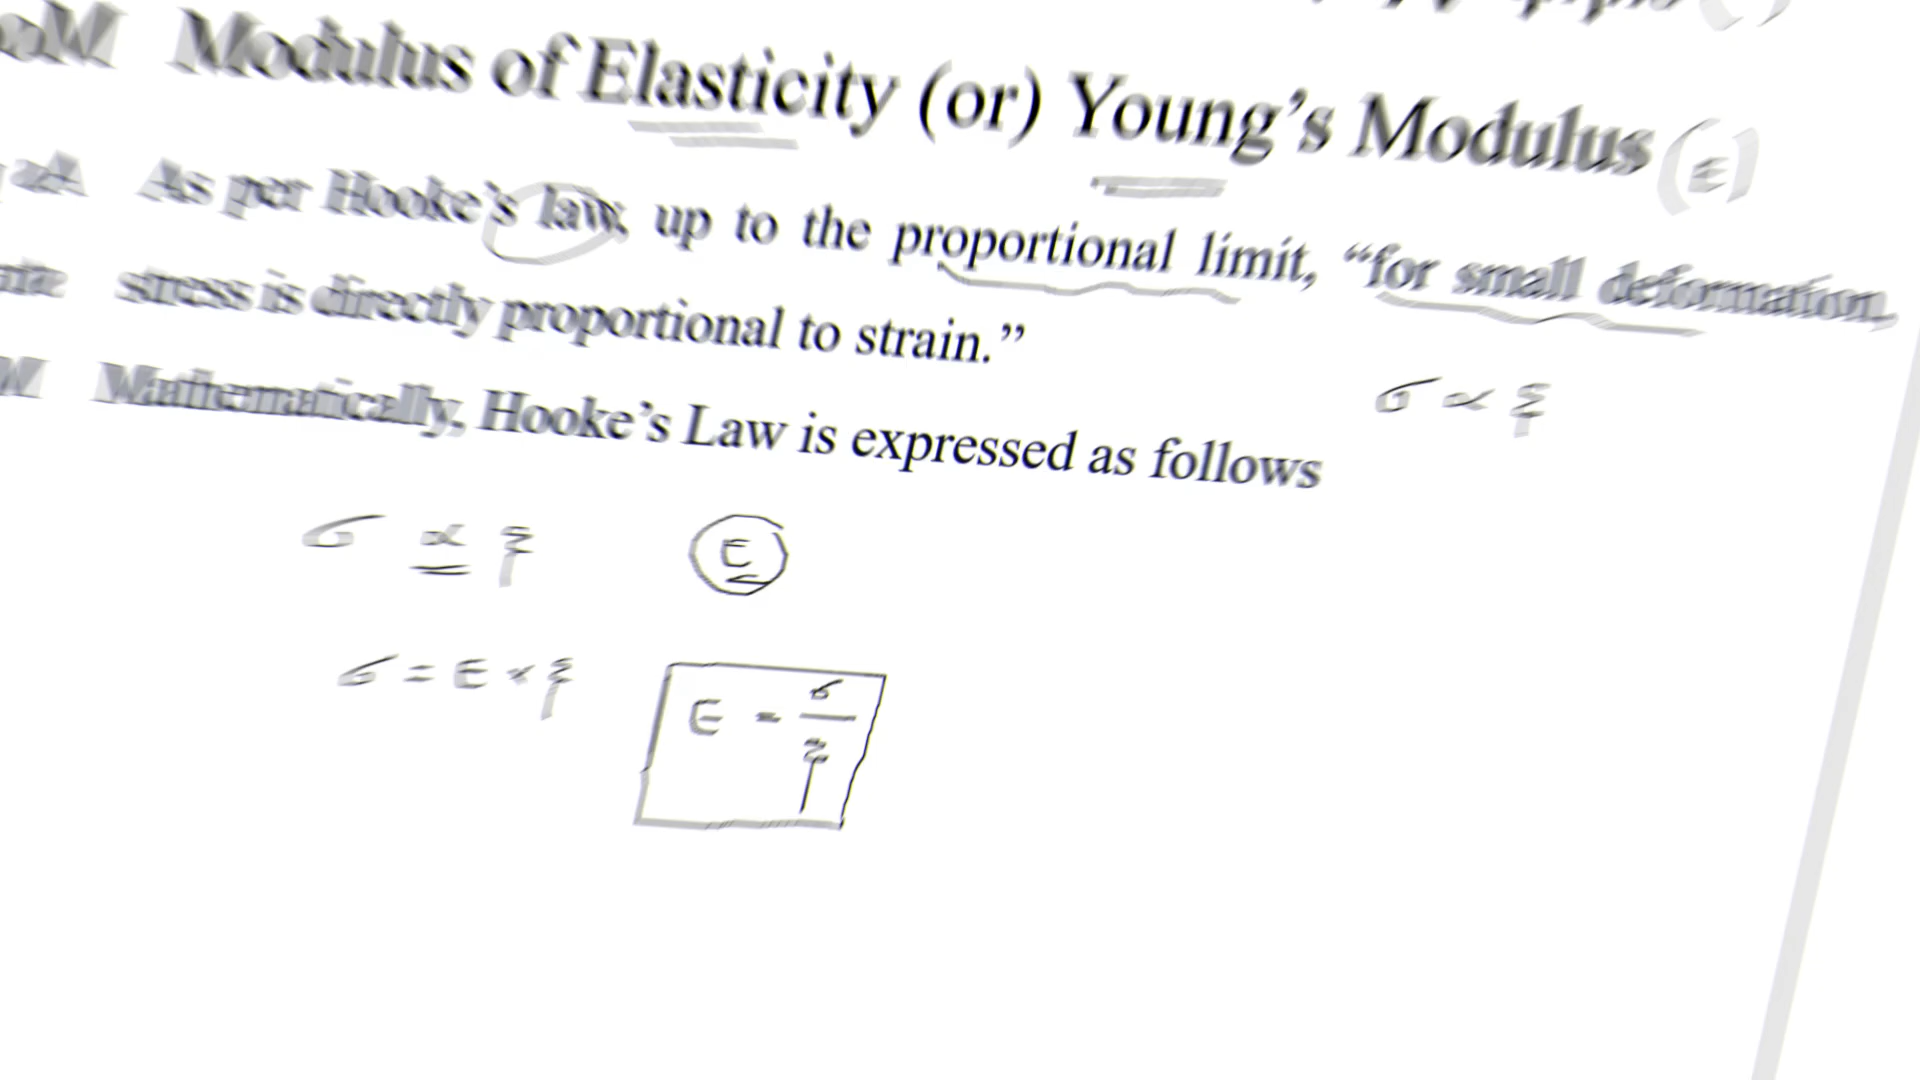 Modulus of Elasticity (or) Young's Modulus (E)
As per Hooke's law, up to the proportional limit, “for small deformation,
stress is directly proportional to strain.”
σ ∝ ξ
Mathematically, Hooke's Law is expressed as follows
σ ∝ ξ E
σ = E × ξ
E = σ / ξ